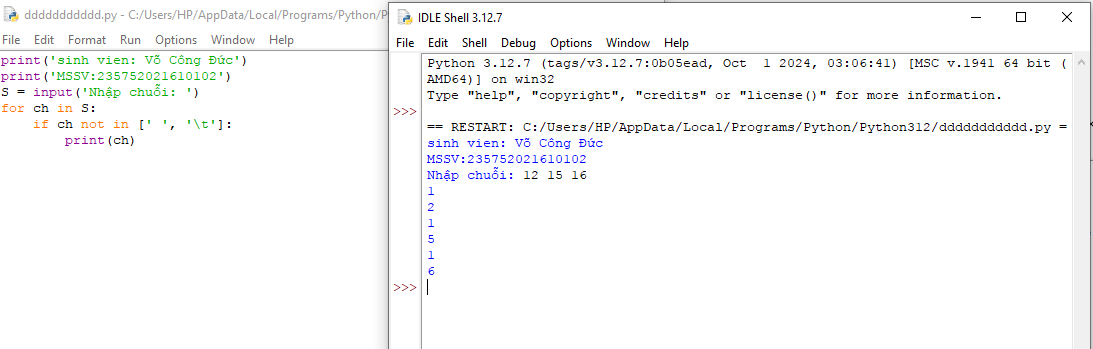 ddddddddddd.py - C:/Users/HP/AppData/Local/Programs/Python/
File Edit Format Run Options Window Help
print('sinh vien: Võ Công Đức')
print('MSSV:235752021610102')
S = input('Nhập chuỗi: ')
for ch in S:
    if ch not in [' ', '\t']:
        print(ch)
IDLE Shell 3.12.7
File Edit Shell Debug Options Window Help
Python 3.12.7 (tags/v3.12.7:0b05ead, Oct  1 2024, 03:06:41) [MSC v.1941 64 bit (
AMD64)] on win32
Type "help", "copyright", "credits" or "license()" for more information.
>>>
== RESTART: C:/Users/HP/AppData/Local/Programs/Python/Python312/ddddddddddd.py =
sinh vien: Võ Công Đức
MSSV:235752021610102
Nhập chuỗi: 12 15 16
1
2
1
5
1
6
>>>